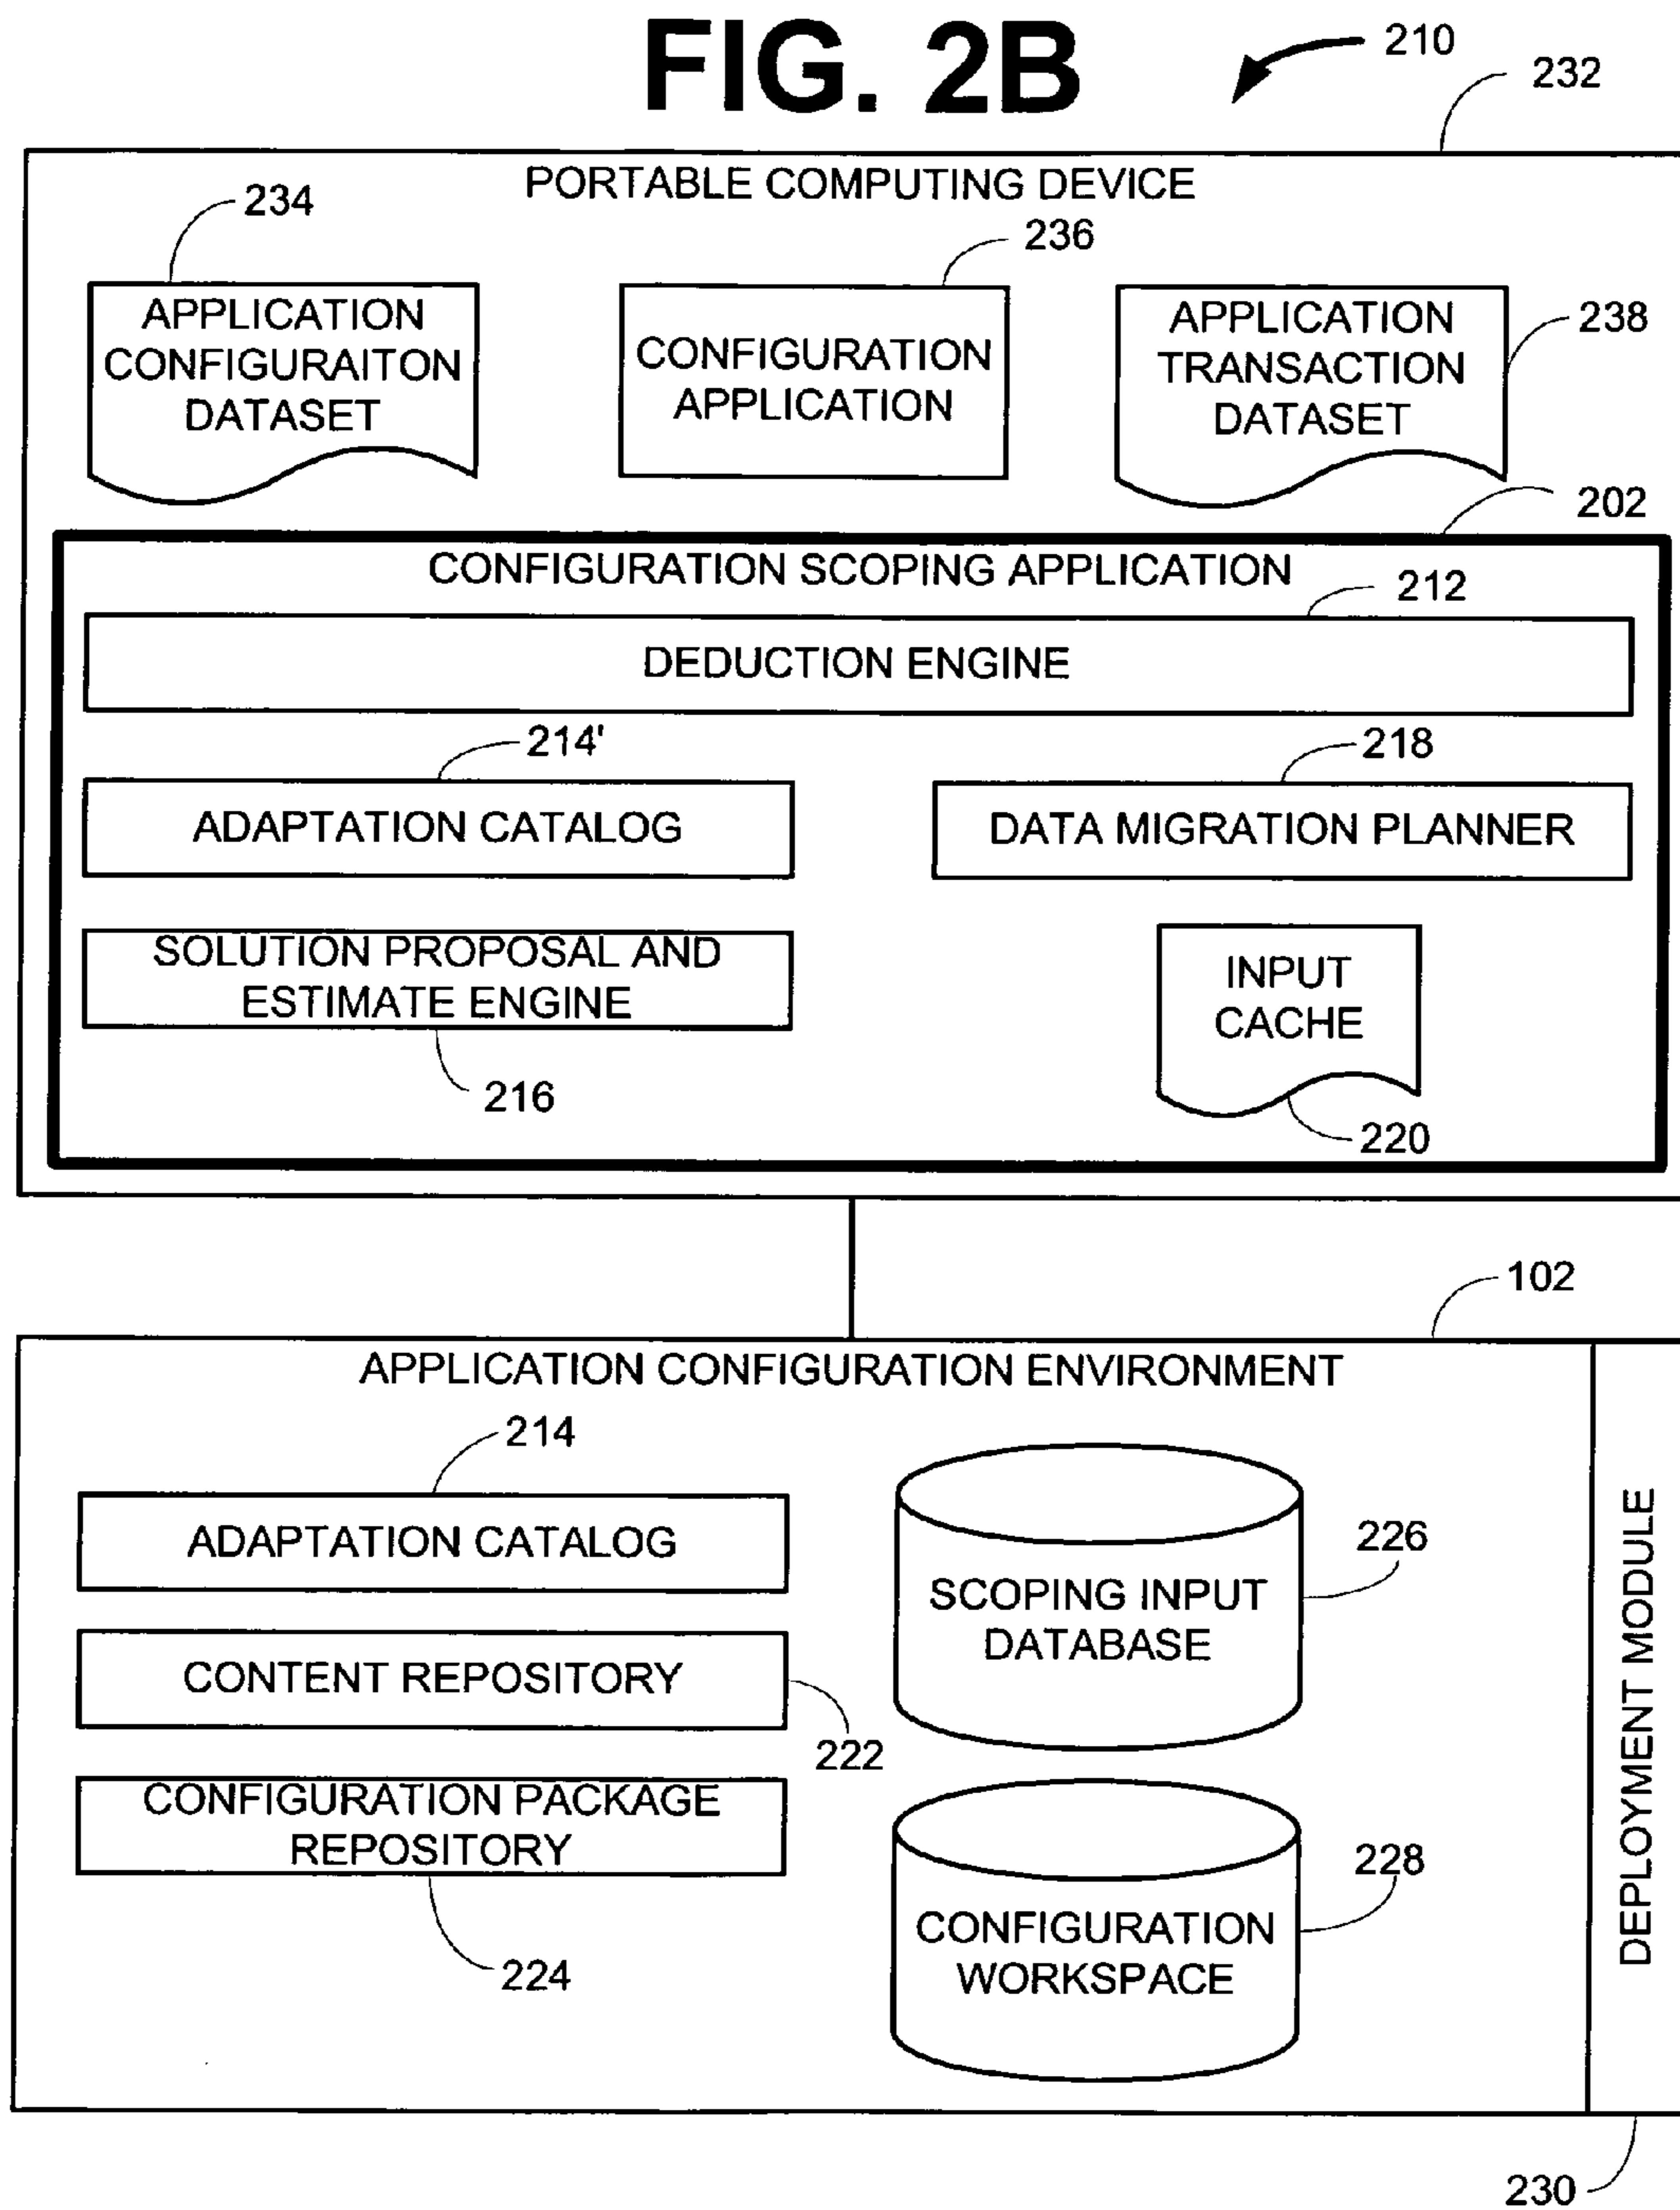 FIG. 2B
210
232
PORTABLE COMPUTING DEVICE
234
236
APPLICATION
CONFIGURAITON
DATASET
CONFIGURATION
APPLICATION
APPLICATION
TRANSACTION
DATASET
238
202
CONFIGURATION SCOPING APPLICATION
212
DEDUCTION ENGINE
214'
218
ADAPTATION CATALOG
DATA MIGRATION PLANNER
SOLUTION PROPOSAL AND
ESTIMATE ENGINE
INPUT
CACHE
216
220
102
APPLICATION CONFIGURATION ENVIRONMENT
214
ADAPTATION CATALOG
SCOPING INPUT
DATABASE
226
CONTENT REPOSITORY
222
CONFIGURATION PACKAGE
REPOSITORY
224
CONFIGURATION
WORKSPACE
228
DEPLOYMENT MODULE
230